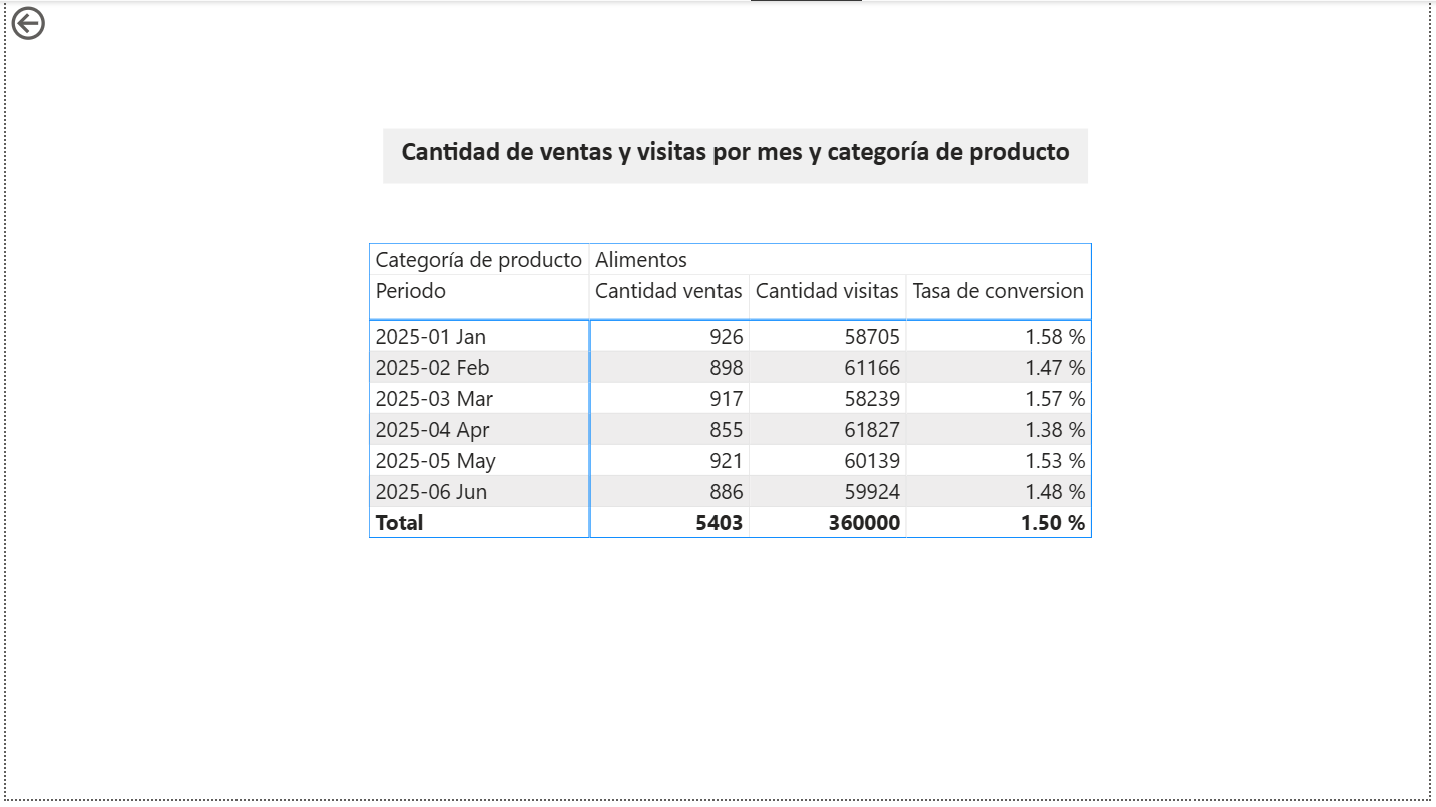 Cantidad de ventas y visitas por mes y categoría de producto
Categoría de producto Alimentos
Periodo Cantidad ventas Cantidad visitas Tasa de conversion
2025-01 Jan 926 58705 1.58 %
2025-02 Feb 898 61166 1.47 %
2025-03 Mar 917 58239 1.57 %
2025-04 Apr 855 61827 1.38 %
2025-05 May 921 60139 1.53 %
2025-06 Jun 886 59924 1.48 %
Total 5403 360000 1.50 %